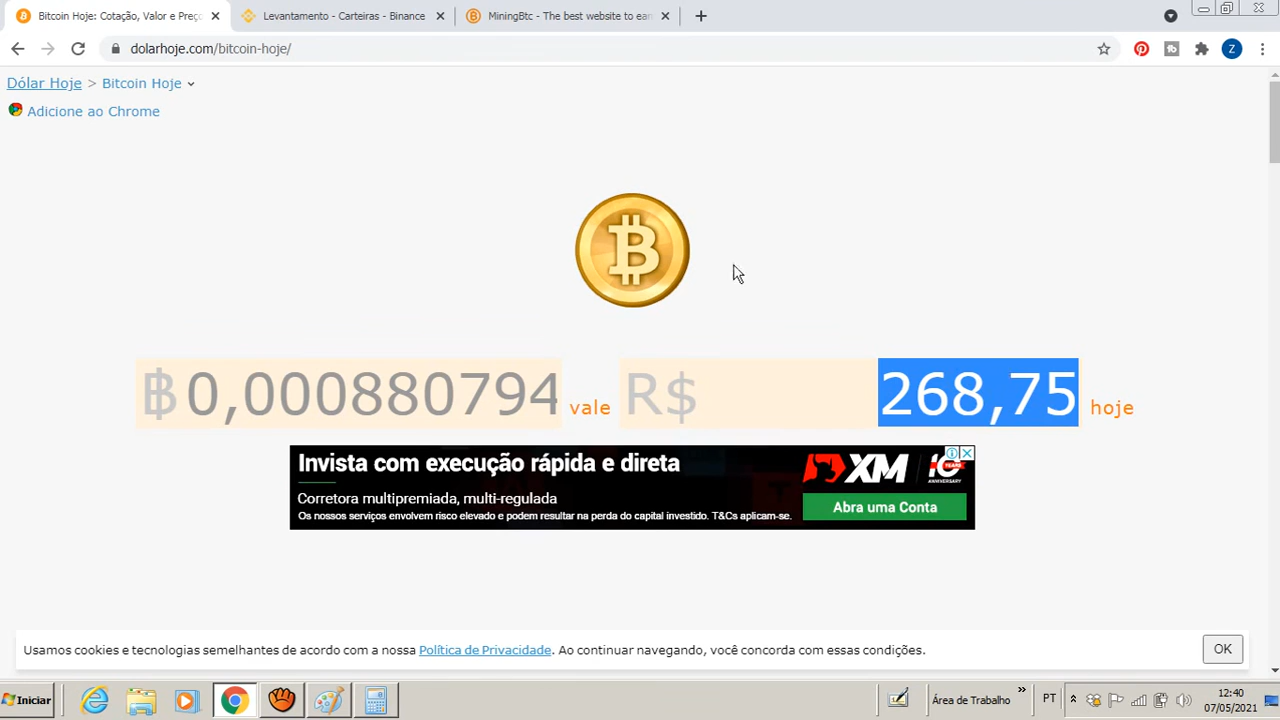 Bitcoin Hoje: Cotação, Valor e Preço
Levantamento - Carteiras - Binance
MiningBtc - The best website to ear
dolarhoje.com/bitcoin-hoje/
Z
Dólar Hoje > Bitcoin Hoje
Adicione ao Chrome
฿0,000880794 vale R$ 268,75 hoje
Invista com execução rápida e direta
Corretora multipremiada, multi-regulada
Os nossos serviços envolvem risco elevado e podem resultar na perda do capital investido. T&Cs aplicam-se.
XM
10 YEARS
ANNIVERSARY
Abra uma Conta
Usamos cookies e tecnologias semelhantes de acordo com a nossa Política de Privacidade. Ao continuar navegando, você concorda com essas condições.
OK
Iniciar
Área de Trabalho
PT
12:40
07/05/2021